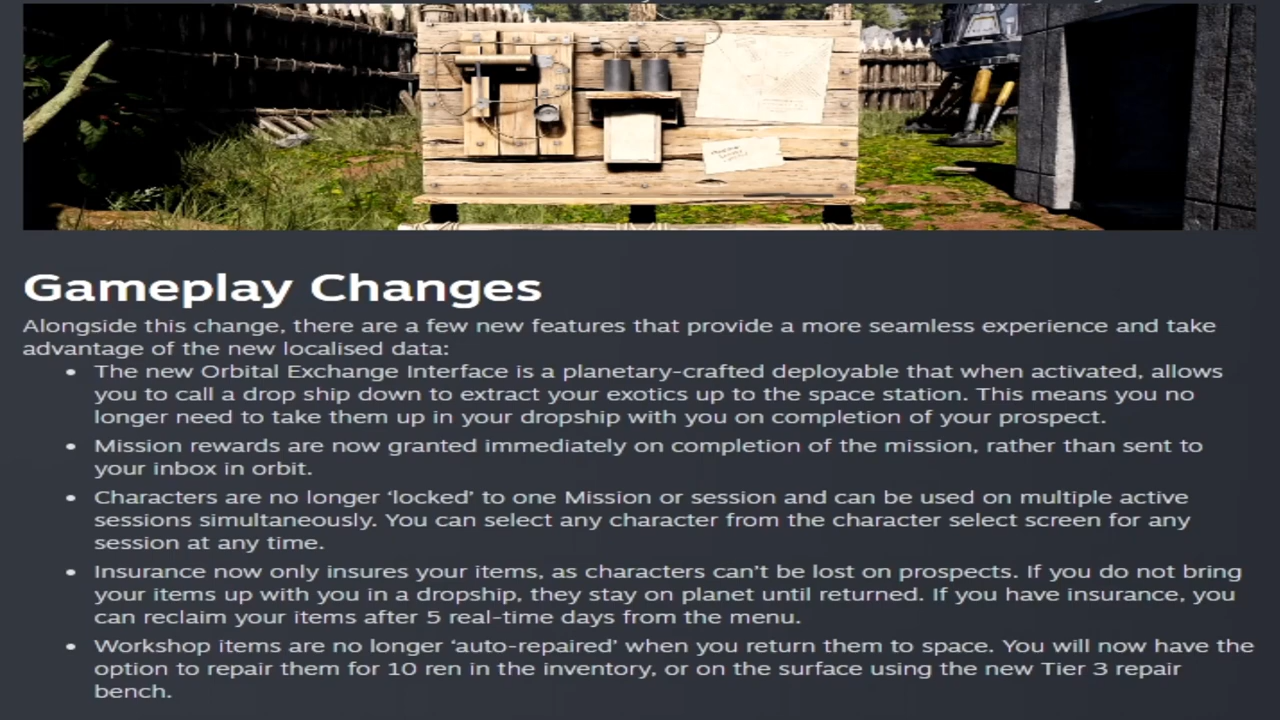 Gameplay Changes
Alongside this change, there are a few new features that provide a more seamless experience and take
advantage of the new localised data:
• The new Orbital Exchange Interface is a planetary-crafted deployable that when activated, allows
you to call a drop ship down to extract your exotics up to the space station. This means you no
longer need to take them up in your dropship with you on completion of your prospect.
• Mission rewards are now granted immediately on completion of the mission, rather than sent to
your inbox in orbit.
• Characters are no longer ‘locked’ to one Mission or session and can be used on multiple active
sessions simultaneously. You can select any character from the character select screen for any
session at any time.
• Insurance now only insures your items, as characters can’t be lost on prospects. If you do not bring
your items up with you in a dropship, they stay on planet until returned. If you have insurance, you
can reclaim your items after 5 real-time days from the menu.
• Workshop items are no longer ‘auto-repaired’ when you return them to space. You will now have the
option to repair them for 10 ren in the inventory, or on the surface using the new Tier 3 repair
bench.